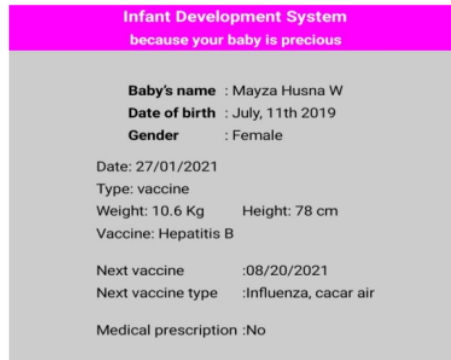 Infant Development System
because your baby is precious
Baby's name : Mayza Husna W
Date of birth : July, 11th 2019
Gender : Female
Date: 27/01/2021
Type: vaccine
Weight: 10.6 Kg Height: 78 cm
Vaccine: Hepatitis B
Next vaccine :08/20/2021
Next vaccine type :Influenza, cacar air
Medical prescription :No